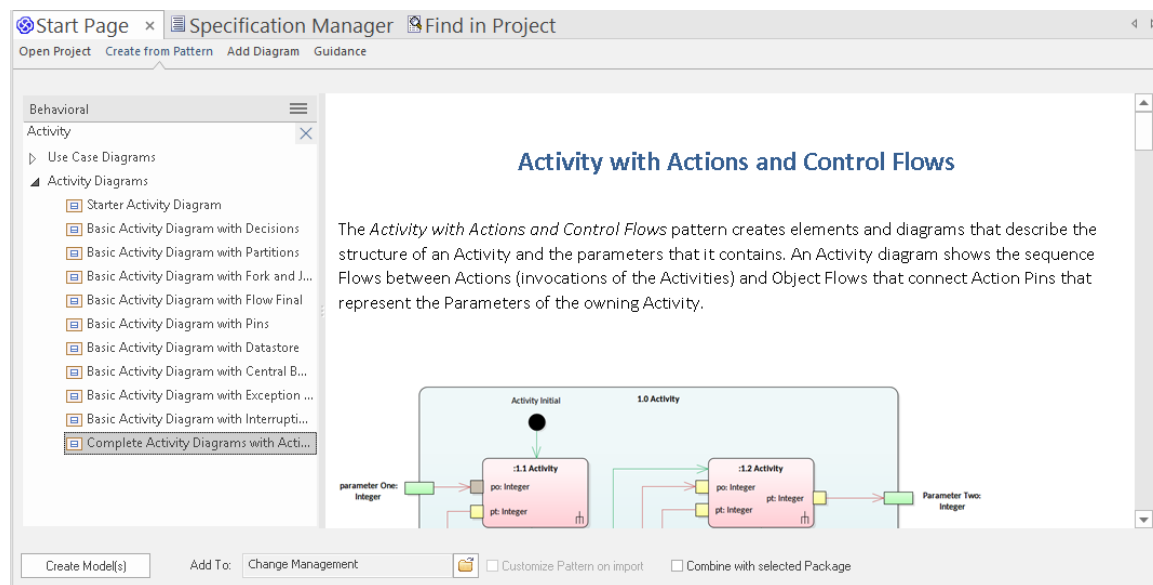 Start Page × Specification Manager Find in Project
Open Project Create from Pattern Add Diagram Guidance
Behavioral
Activity
Use Case Diagrams
Activity Diagrams
Starter Activity Diagram
Basic Activity Diagram with Decisions
Basic Activity Diagram with Partitions
Basic Activity Diagram with Fork and J...
Basic Activity Diagram with Flow Final
Basic Activity Diagram with Pins
Basic Activity Diagram with Datastore
Basic Activity Diagram with Central B...
Basic Activity Diagram with Exception ...
Basic Activity Diagram with Interrupti...
Complete Activity Diagrams with Acti...
Activity with Actions and Control Flows
The Activity with Actions and Control Flows pattern creates elements and diagrams that describe the
structure of an Activity and the parameters that it contains. An Activity diagram shows the sequence
Flows between Actions (invocations of the Activities) and Object Flows that connect Action Pins that
represent the Parameters of the owning Activity.
Activity Initial
1.0 Activity
:1.1 Activity
po: Integer
pt: Integer
parameter One:
Integer
:1.2 Activity
po: Integer
pt: Integer
pt: Integer
Parameter Two:
Integer
Create Model(s) Add To: Change Management Customize Pattern on import Combine with selected Package